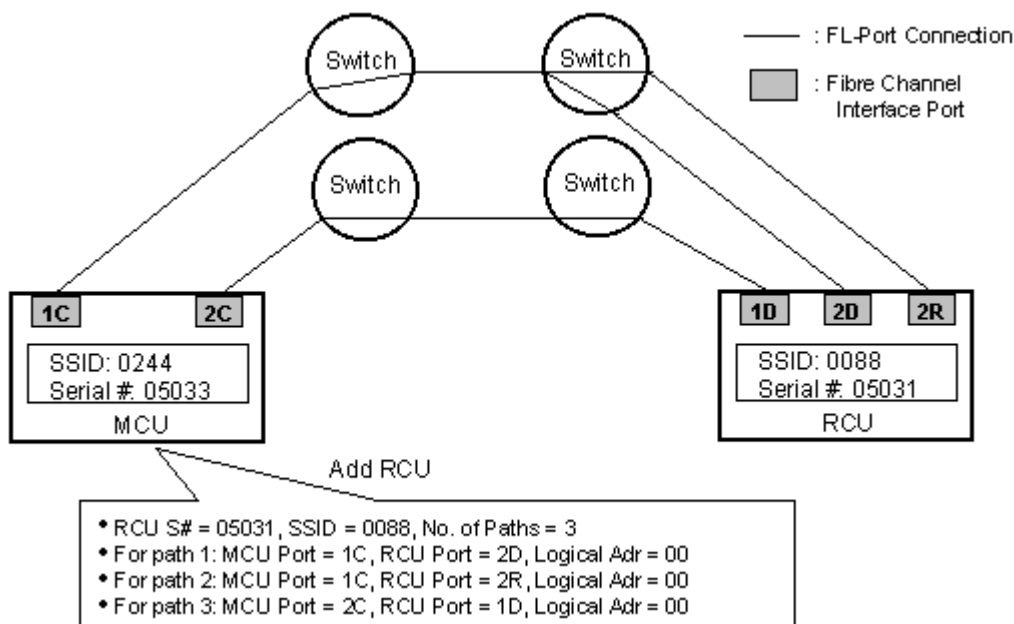 Switch
Switch
: FL-Port Connection
: Fibre Channel
Interface Port
Switch
Switch
1C
2C
1D
2D
2R
SSID: 0244
Serial #: 05033
MCU
SSID: 0088
Serial #: 05031
RCU
Add RCU
• RCU S# = 05031, SSID = 0088, No. of Paths = 3
• For path 1: MCU Port = 1C, RCU Port = 2D, Logical Adr = 00
• For path 2: MCU Port = 1C, RCU Port = 2R, Logical Adr = 00
• For path 3: MCU Port = 2C, RCU Port = 1D, Logical Adr = 00